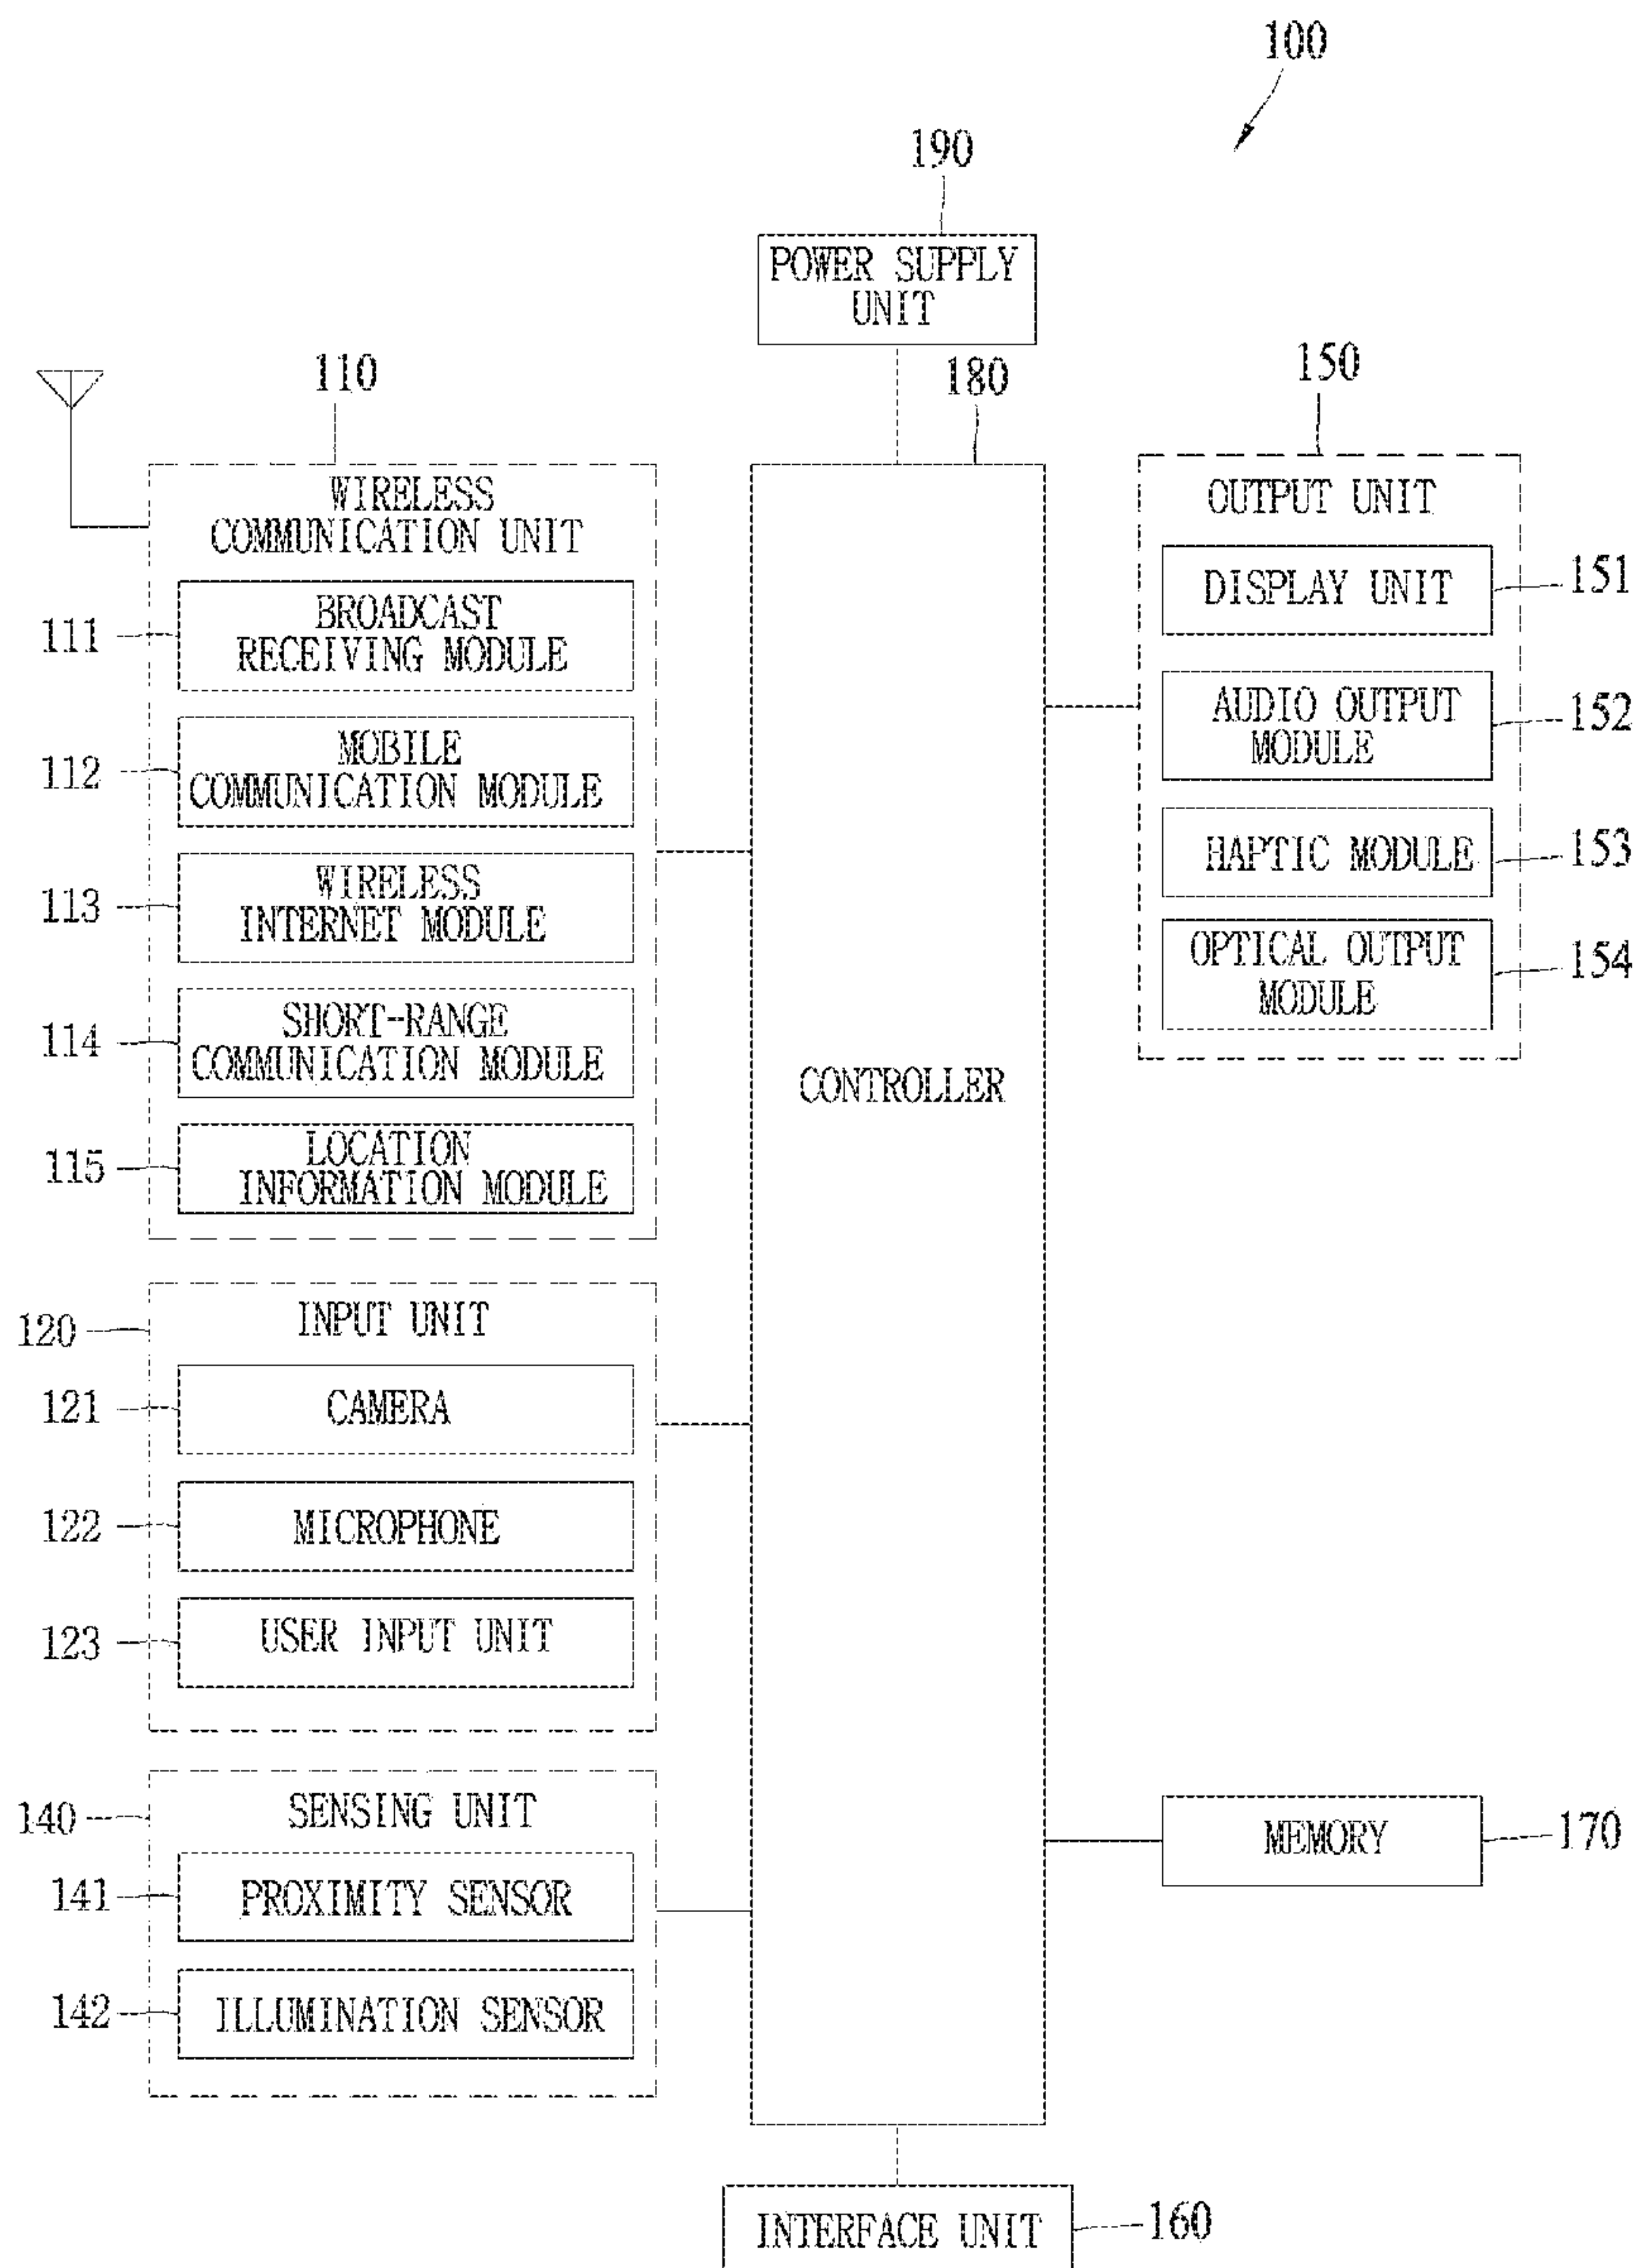 100
190
POWER SUPPLY
UNIT
110
180
150
WIRELESS
COMMUNICATION UNIT
111
BROADCAST
RECEIVING MODULE
112
MOBILE
COMMUNICATION MODULE
113
WIRELESS
INTERNET MODULE
114
SHORT-RANGE
COMMUNICATION MODULE
115
LOCATION
INFORMATION MODULE
120
INPUT UNIT
121
CAMERA
122
MICROPHONE
123
USER INPUT UNIT
140
SENSING UNIT
141
PROXIMITY SENSOR
142
ILLUMINATION SENSOR
CONTROLLER
OUTPUT UNIT
DISPLAY UNIT
151
AUDIO OUTPUT
MODULE
152
HAPTIC MODULE
153
OPTICAL OUTPUT
MODULE
154
MEMORY
170
INTERFACE UNIT
160